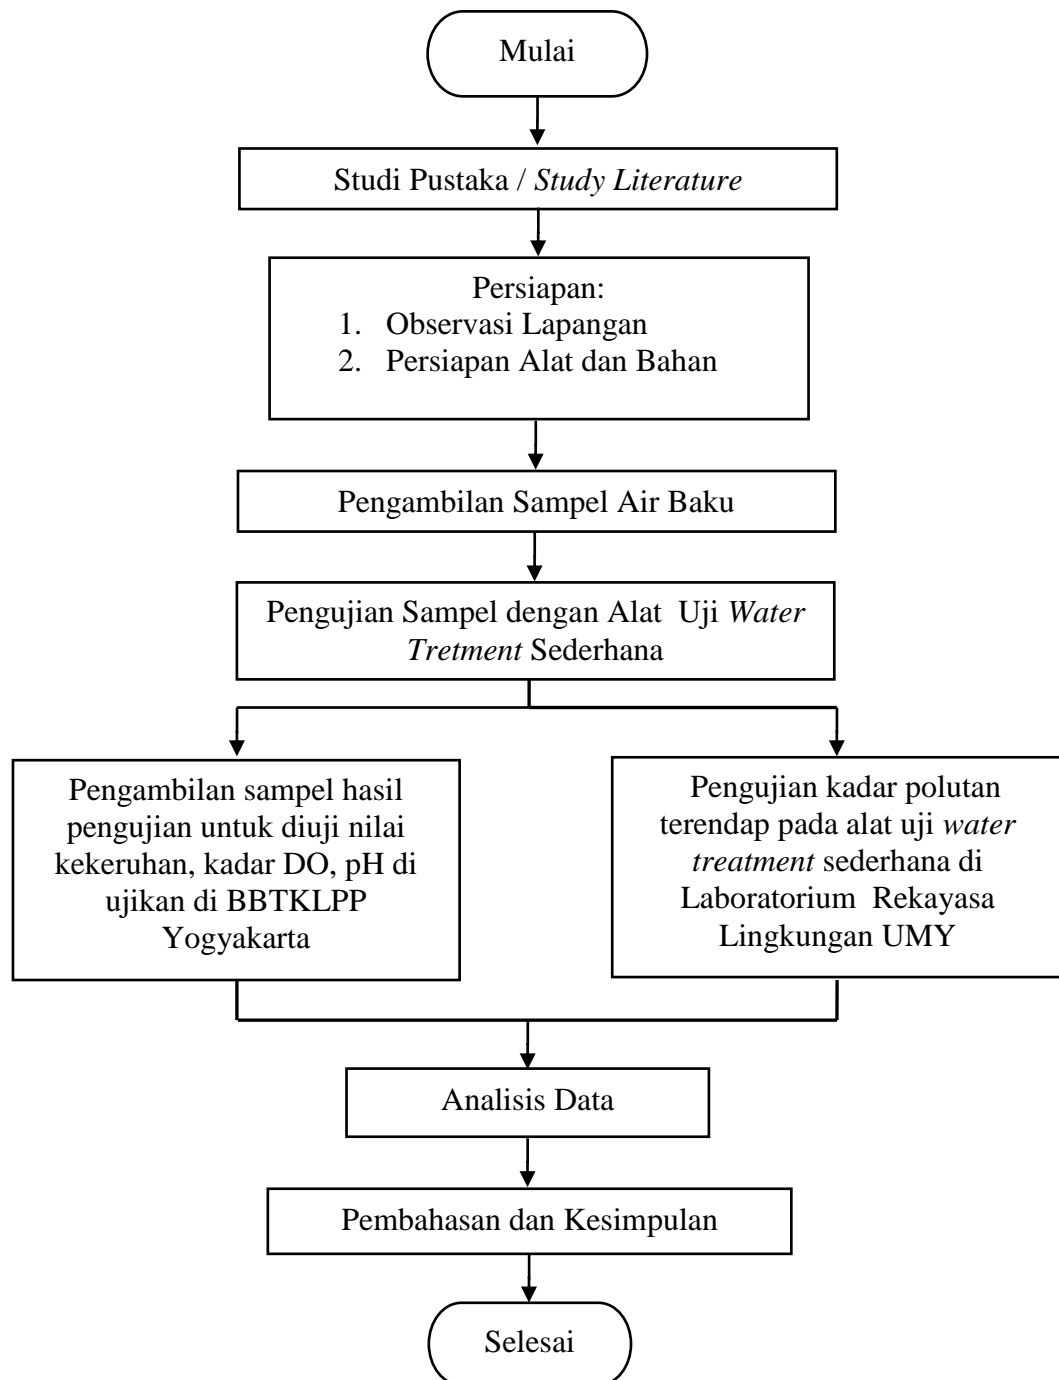 Mulai
Studi Pustaka / Study Literature
Persiapan:
1. Observasi Lapangan
2. Persiapan Alat dan Bahan
Pengambilan Sampel Air Baku
Pengujian Sampel dengan Alat Uji Water
Tretment Sederhana
Pengambilan sampel hasil
pengujian untuk diuji nilai
kekeruhan, kadar DO, pH di
ujikan di BBTKLPP
Yogyakarta
Pengujian kadar polutan
terendap pada alat uji water
treatment sederhana di
Laboratorium Rekayasa
Lingkungan UMY
Analisis Data
Pembahasan dan Kesimpulan
Selesai